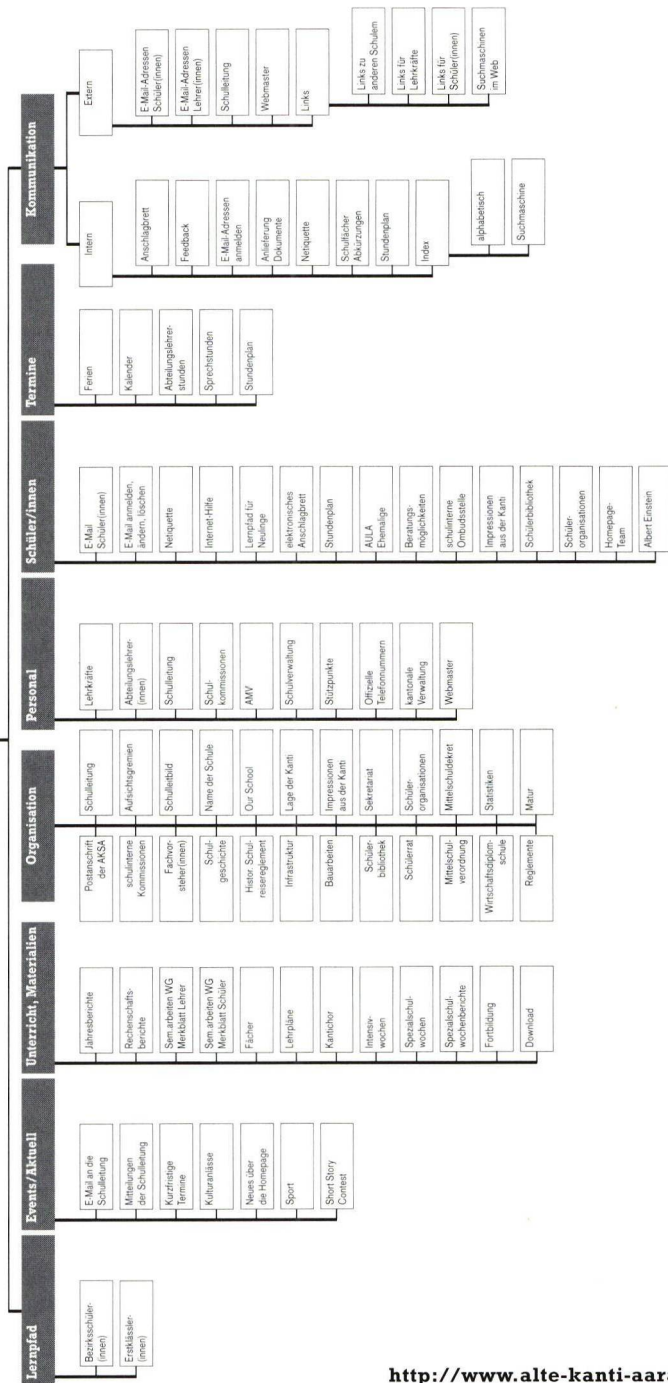 Lernpfad
Bezirksschüler-
(innen)
Erstklässler-
(innen)
Events/Aktuell
E-Mail an die
Schulleitung
Mitteilungen
der Schulleitung
Kurzfristige
Termine
Kulturanlässe
Neues über
die Homepage
Sport
Short Story
Contest
Unterricht, Materialien
Jahresberichte
Rechenschafts-
berichte
Sem.arbeiten WG
Merkblatt Lehrer
Sem.arbeiten WG
Merkblatt Schüler
Fächer
Lehrpläne
Kantichor
Intensiv-
wochen
Spezialschul-
wochen
Spezialschul-
wochenberichte
Fortbildung
Download
Organisation
Postanschrift
der AKSA
schulinterne
Kommissionen
Fachvor-
steher(innen)
Schul-
geschichte
Histor. Schul-
reisereglement
Infrastruktur
Bauarbeiten
Schüler-
bibliothek
Schülerrat
Mittelschul-
verordnung
Wirtschaftsdiplom-
schule
Reglemente
Schulleitung
Aufsichtsgremien
Schulleitbild
Name der Schule
Our School
Lage der Kanti
Impressionen
aus der Kanti
Sekretariat
Schüler-
organisationen
Mittelschuldekret
Statistiken
Matur
Personal
Lehrkräfte
Abteilungslehrer-
(innen)
Schulleitung
Schul-
kommissionen
AMV
Schulverwaltung
Stützpunkte
Offizielle
Telefonnummern
kantonale
Verwaltung
Webmaster
Schüler/innen
E-Mail
Schüler(innen)
E-Mail anmelden,
ändern, löschen
Netiquette
Internet-Hilfe
Lernpfad für
Neulinge
elektronisches
Anschlagbrett
Stundenplan
AULA
Ehemalige
Beratungs-
möglichkeiten
schulinterne
Ombudsstelle
Impressionen
aus der Kanti
Schülerbibliothek
Schüler-
organisationen
Homepage-
Team
Albert Einstein
Termine
Ferien
Kalender
Abteilungslehrer-
stunden
Sprechstunden
Stundenplan
Kommunikation
Intern
Anschlagbrett
Feedback
E-Mail-Adressen
anmelden
Anlieferung
Dokumente
Netiquette
Schulfächer
Abkürzungen
Stundenplan
Index
alphabetisch
Suchmaschine
Extern
E-Mail-Adressen
Schüler(innen)
E-Mail-Adressen
Lehrer(innen)
Schulleitung
Webmaster
Links
Links zu
anderen Schulem
Links für
Lehrkräfte
Links für
Schüler(innen)
Suchmaschinen
im Web
http://www.alte-kanti-aar